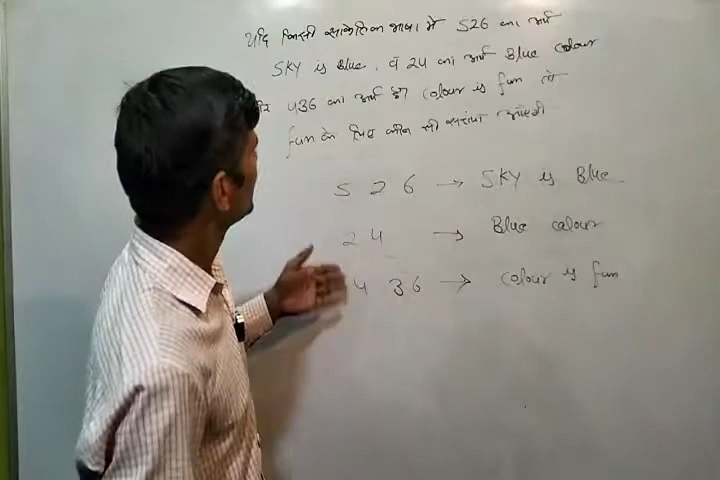 यदि किसी सांकेतिक भाषा में 526 का अर्थ
SKY is Blue, व 24 का अर्थ Blue colour
436 का अर्थ है colour is fun तो
fun के लिए कौन सी संख्या आएगी
5 2 6 → SKY is Blue
2 4 → Blue colour
4 3 6 → colour is fun